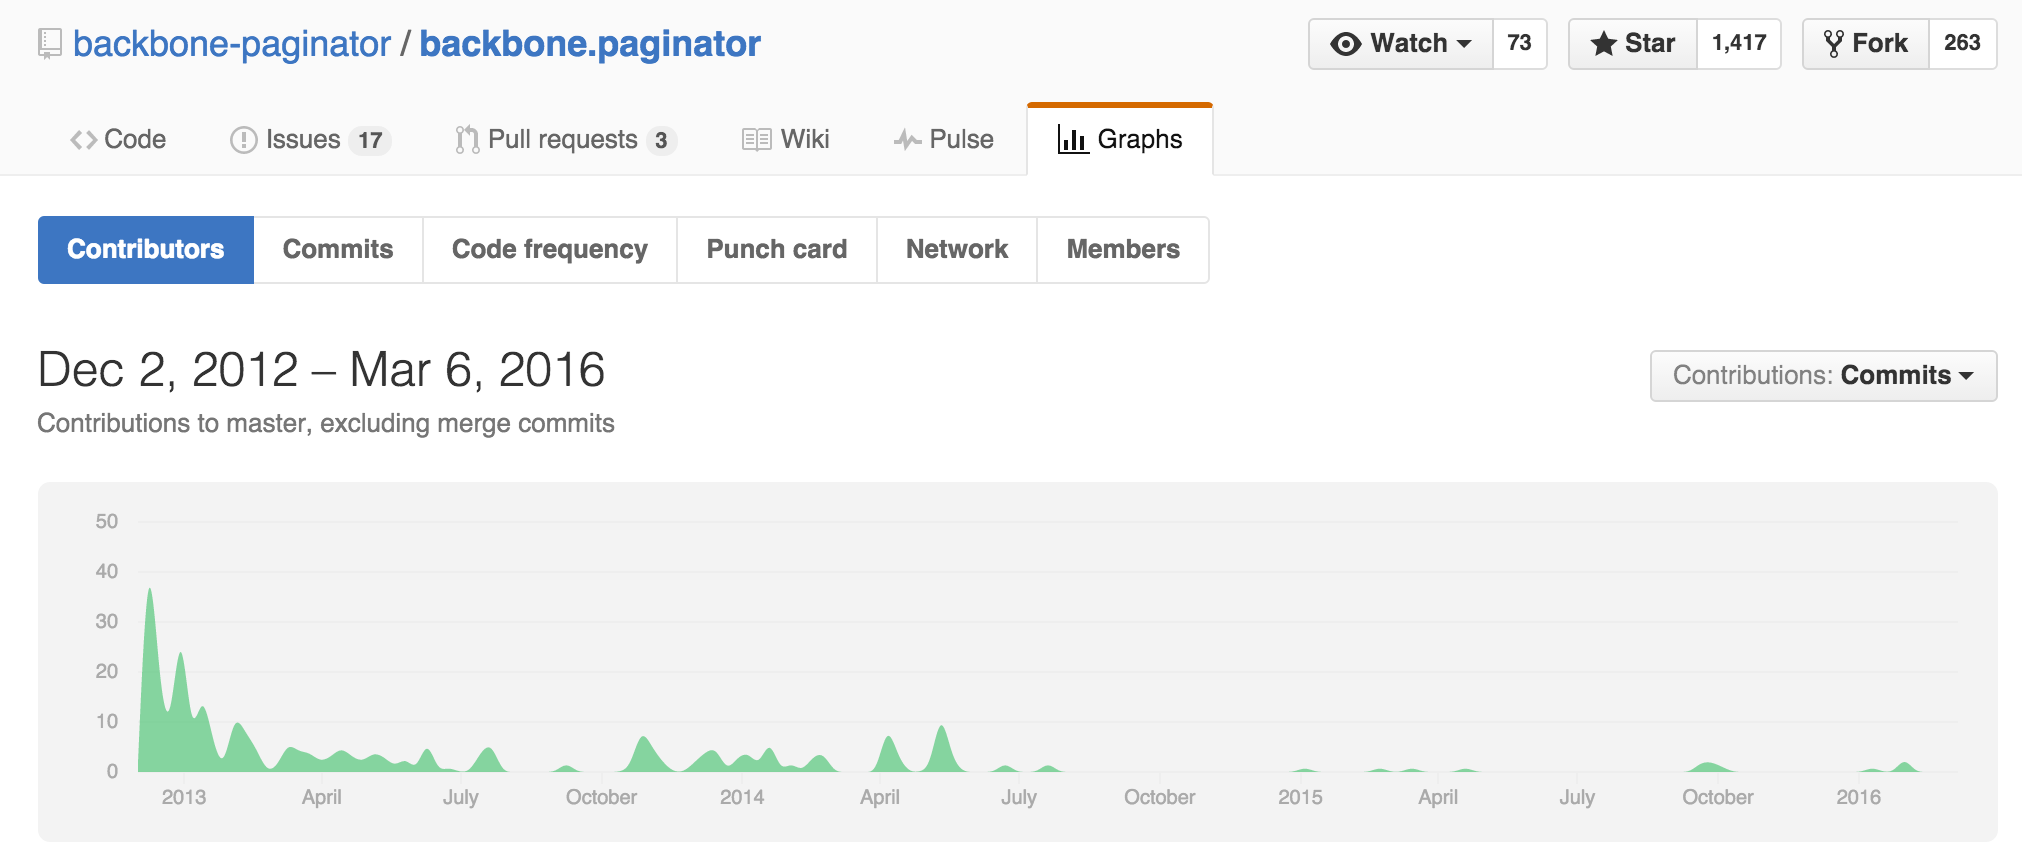 backbone-paginator / backbone.paginator
Watch 73 Star 1,417 Fork 263
Code Issues 17 Pull requests 3 Wiki Pulse Graphs
Contributors Commits Code frequency Punch card Network Members
Dec 2, 2012 – Mar 6, 2016
Contributions: Commits
Contributions to master, excluding merge commits
50
40
30
20
10
0
2013 April July October 2014 April July October 2015 April July October 2016